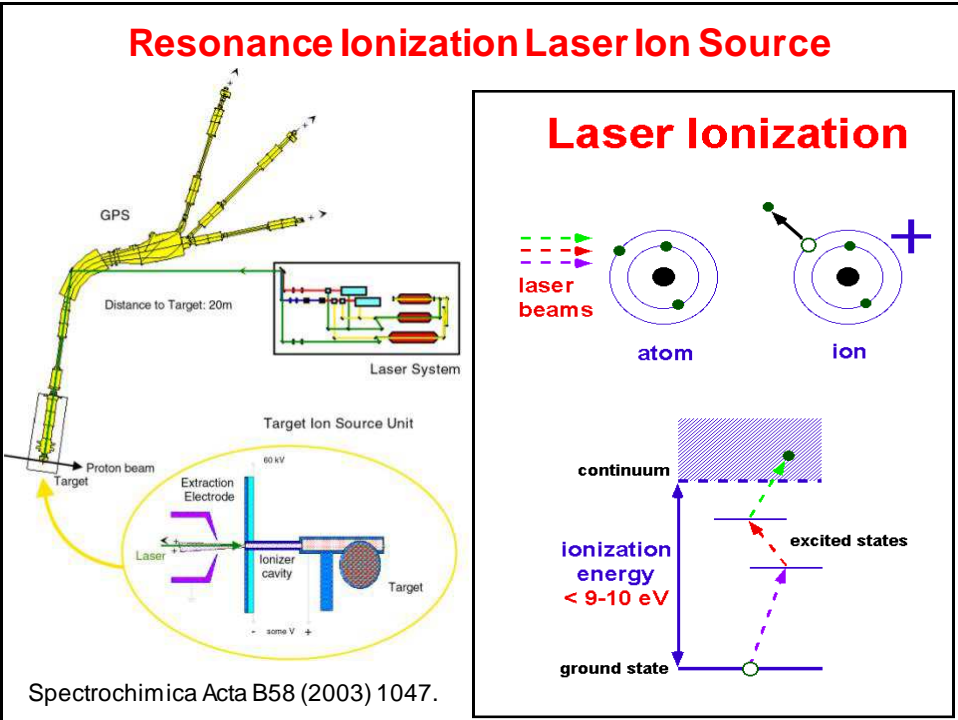 Resonance Ionization Laser Ion Source
GPS
Distance to Target: 20m
Laser System
Target Ion Source Unit
Proton beam
Target
60 kV
Extraction
Electrode
Laser
+
+
Ionizer
cavity
Target
- some V +
Spectrochimica Acta B58 (2003) 1047.
Laser Ionization
laser
beams
+
atom
ion
continuum
excited states
ionization
energy
< 9-10 eV
ground state